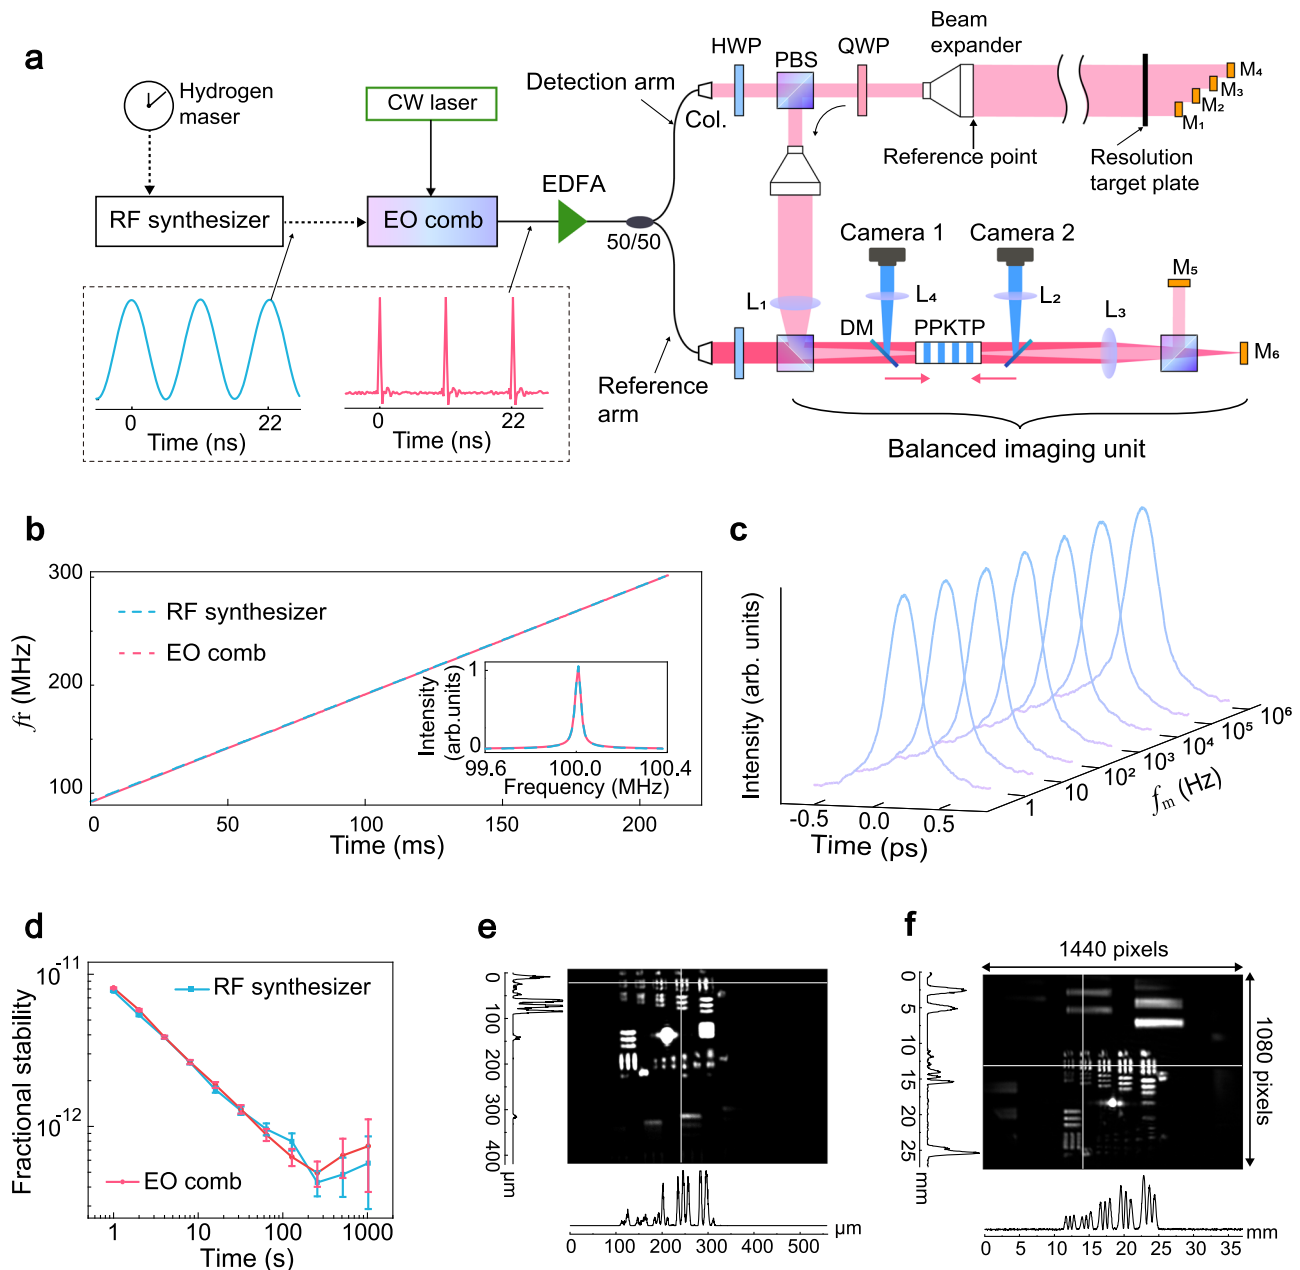 a
Hydrogen
maser
CW laser
RF synthesizer
EO comb
EDFA
50/50
Detection arm
Col.
HWP
PBS
QWP
Beam
expander
Reference point
Resolution
target plate
M₁
M₂
M₃
M₄
0
22
Time (ns)
0
22
Time (ns)
Reference
arm
L₁
Camera 1
Camera 2
L₄
L₂
DM
PPKTP
L₃
M₅
M₆
Balanced imaging unit
b
fr (MHz)
300
200
100
RF synthesizer
EO comb
Intensity
(arb.units)
1
0
99.6
100.0
100.4
Frequency (MHz)
0
50
100
150
200
Time (ms)
c
Intensity (arb. units)
-0.5
0.0
0.5
Time (ps)
1
10
10²
10³
10⁴
10⁵
10⁶
fₘ (Hz)
d
Fractional stability
10⁻¹¹
10⁻¹²
RF synthesizer
EO comb
1
10
100
1000
Time (s)
e
0
100
200
300
400
μm
0
100
200
300
400
500
μm
f
1440 pixels
1080 pixels
0
5
10
15
20
25
mm
0
5
10
15
20
25
30
35
mm